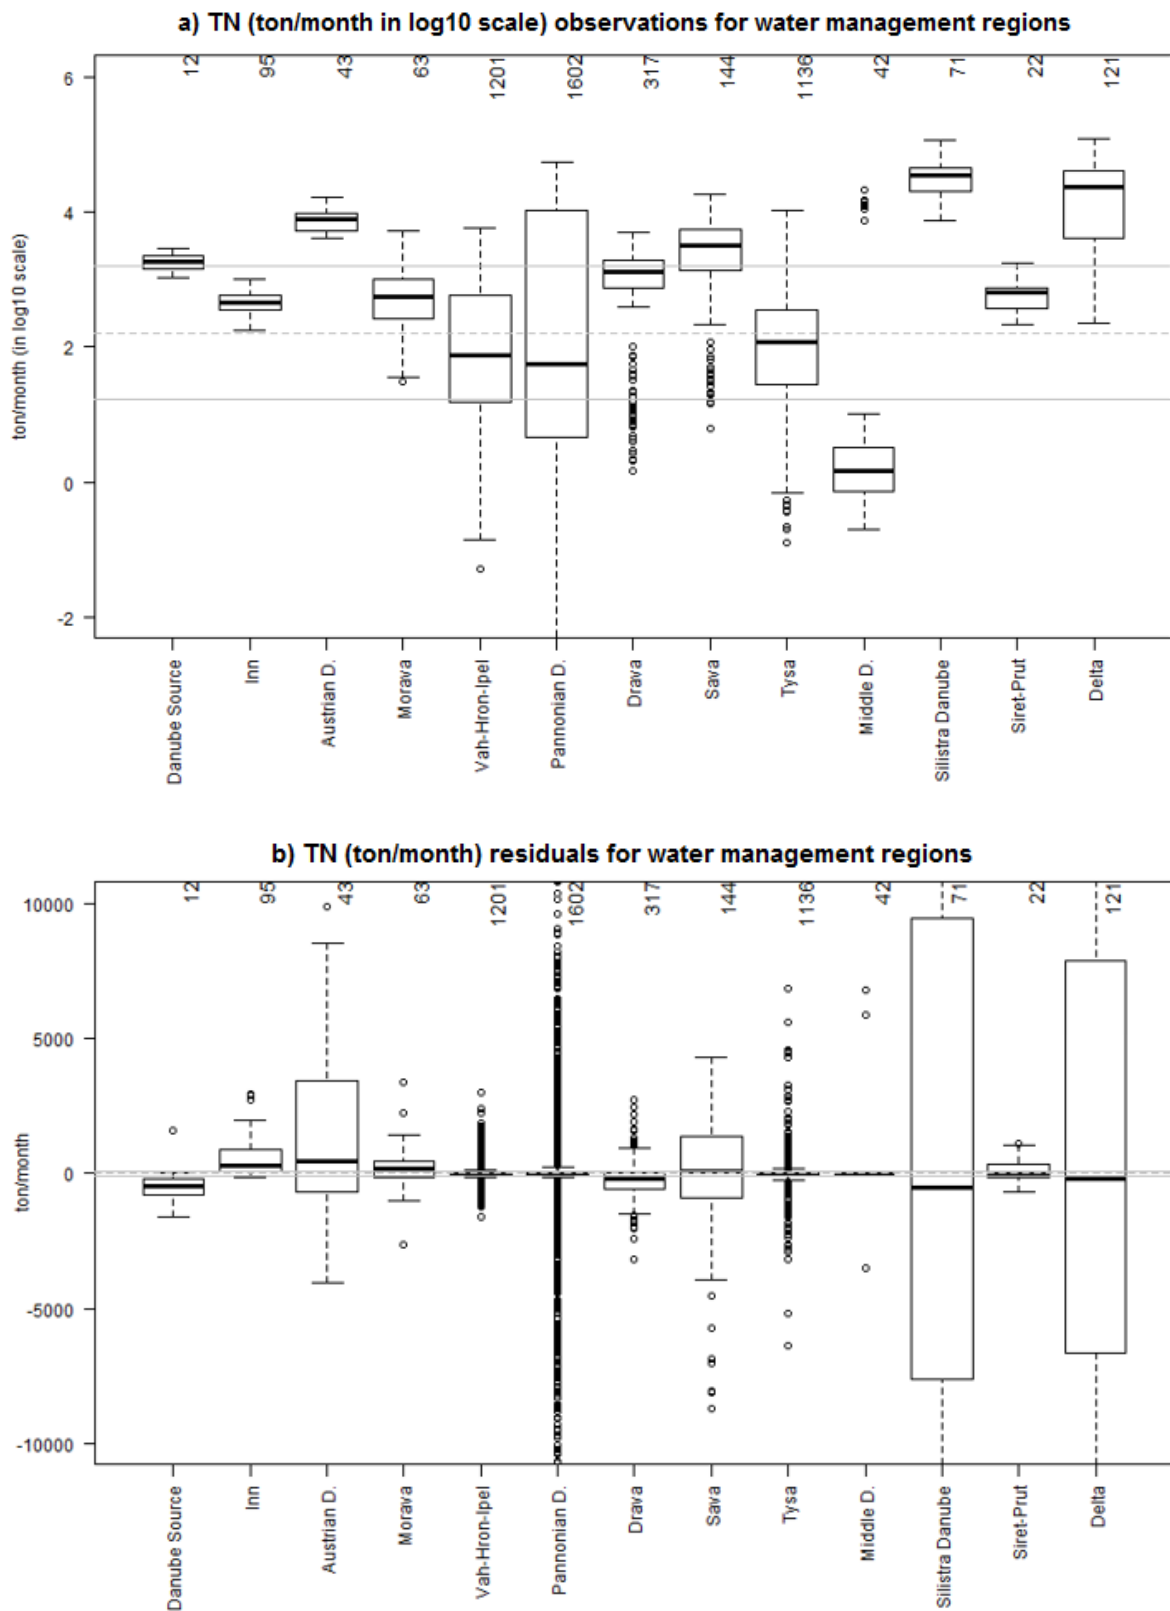 a) TN (ton/month in log10 scale) observations for water management regions
12 95 43 63 1201 1602 317 144 1136 42 71 22 121
6
4
2
0
-2
ton/month (in log10 scale)
Danube Source
Inn
Austrian D.
Morava
Vah-Hron-Ipel
Pannonian D.
Drava
Sava
Tysa
Middle D.
Silistra Danube
Siret-Prut
Delta
b) TN (ton/month) residuals for water management regions
12 95 43 63 1201 1602 317 144 1136 42 71 22 121
10000
5000
0
-5000
-10000
ton/month
Danube Source
Inn
Austrian D.
Morava
Vah-Hron-Ipel
Pannonian D.
Drava
Sava
Tysa
Middle D.
Silistra Danube
Siret-Prut
Delta